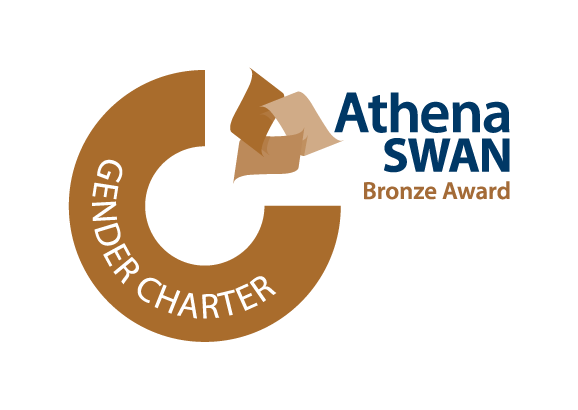 Athena
SWAN
Bronze Award
GENDER CHARTER